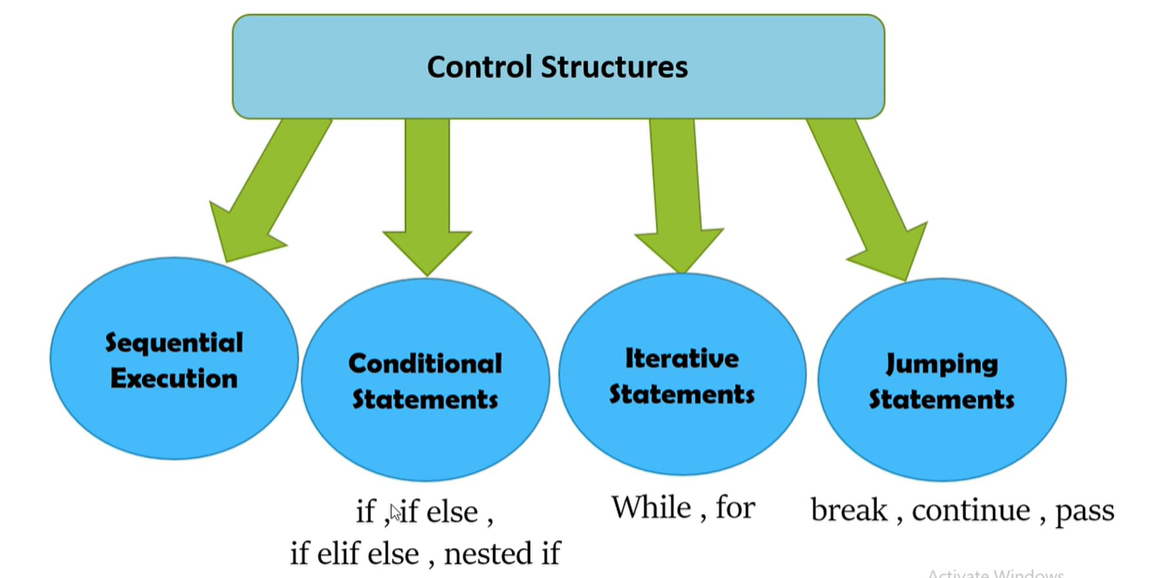 Control Structures
Sequential
Execution
Conditional
Statements
Iterative
Statements
Jumping
Statements
if , if else ,
if elif else , nested if
While , for
break , continue , pass
Activate Windows